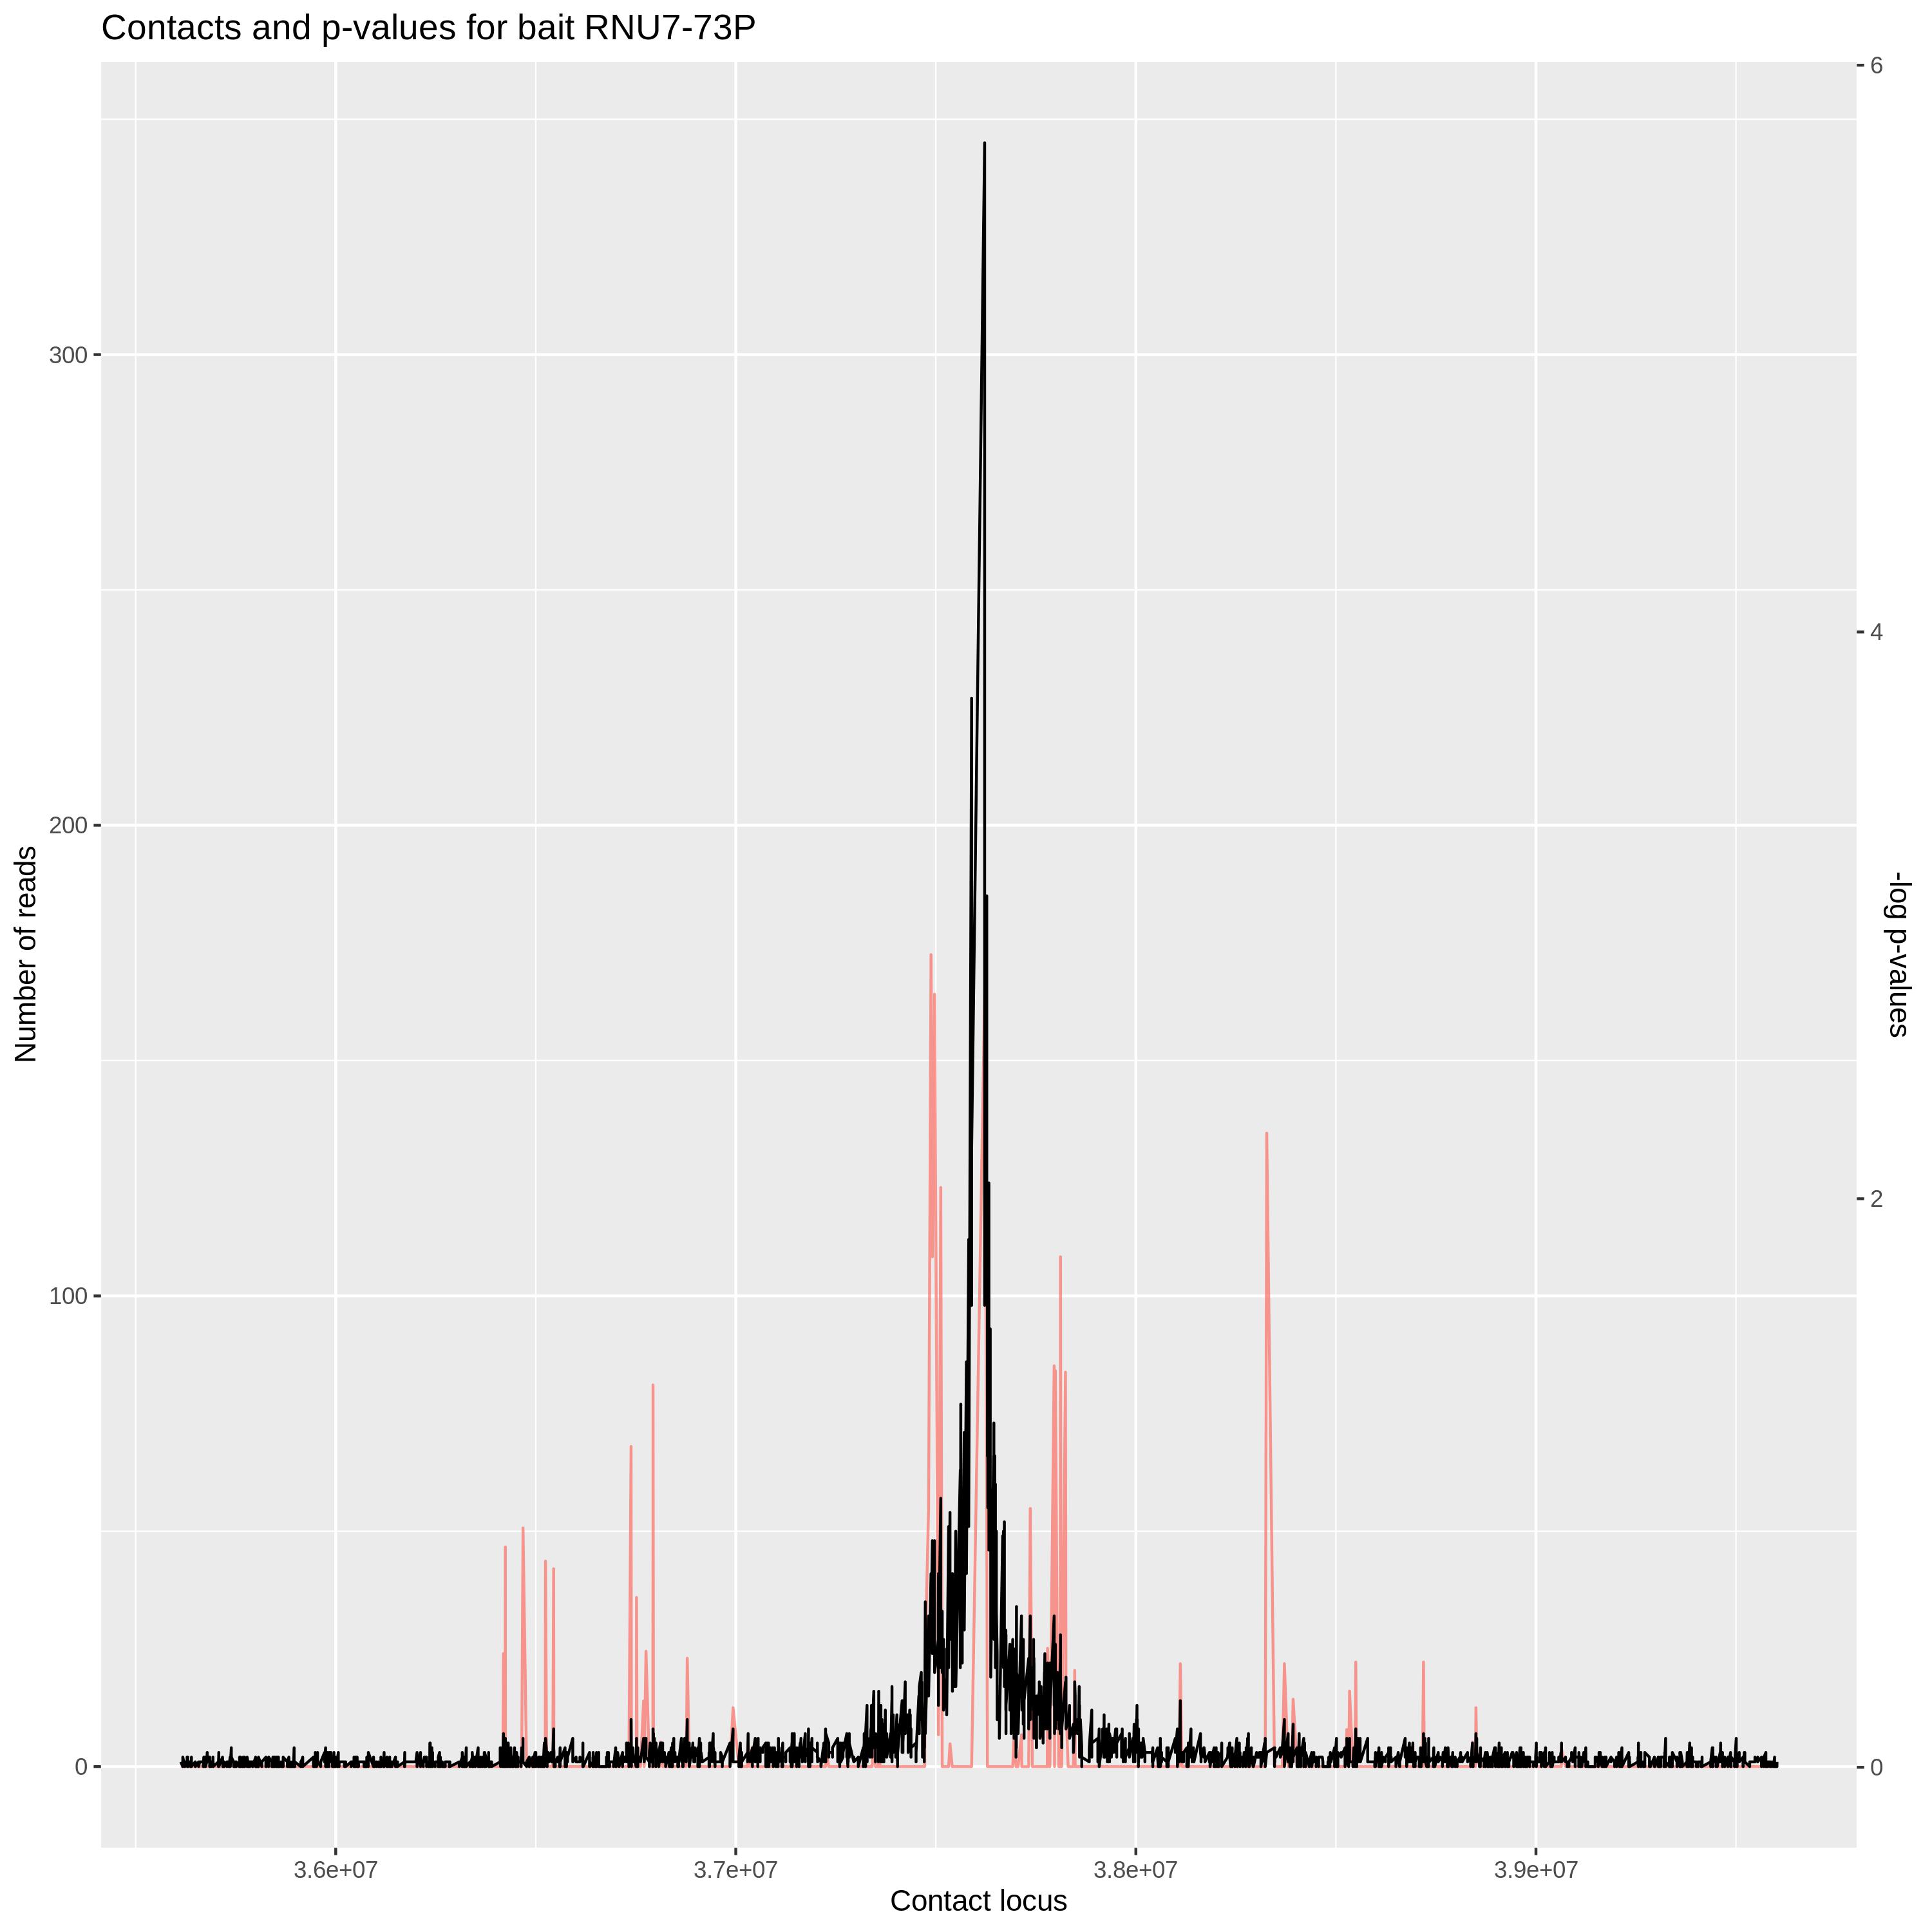 Contacts and p-values for bait RNU7-73P
6
300
4
200
Number of reads
-log p-values
2
100
0
0
3.6e+07
3.7e+07
3.8e+07
3.9e+07
Contact locus